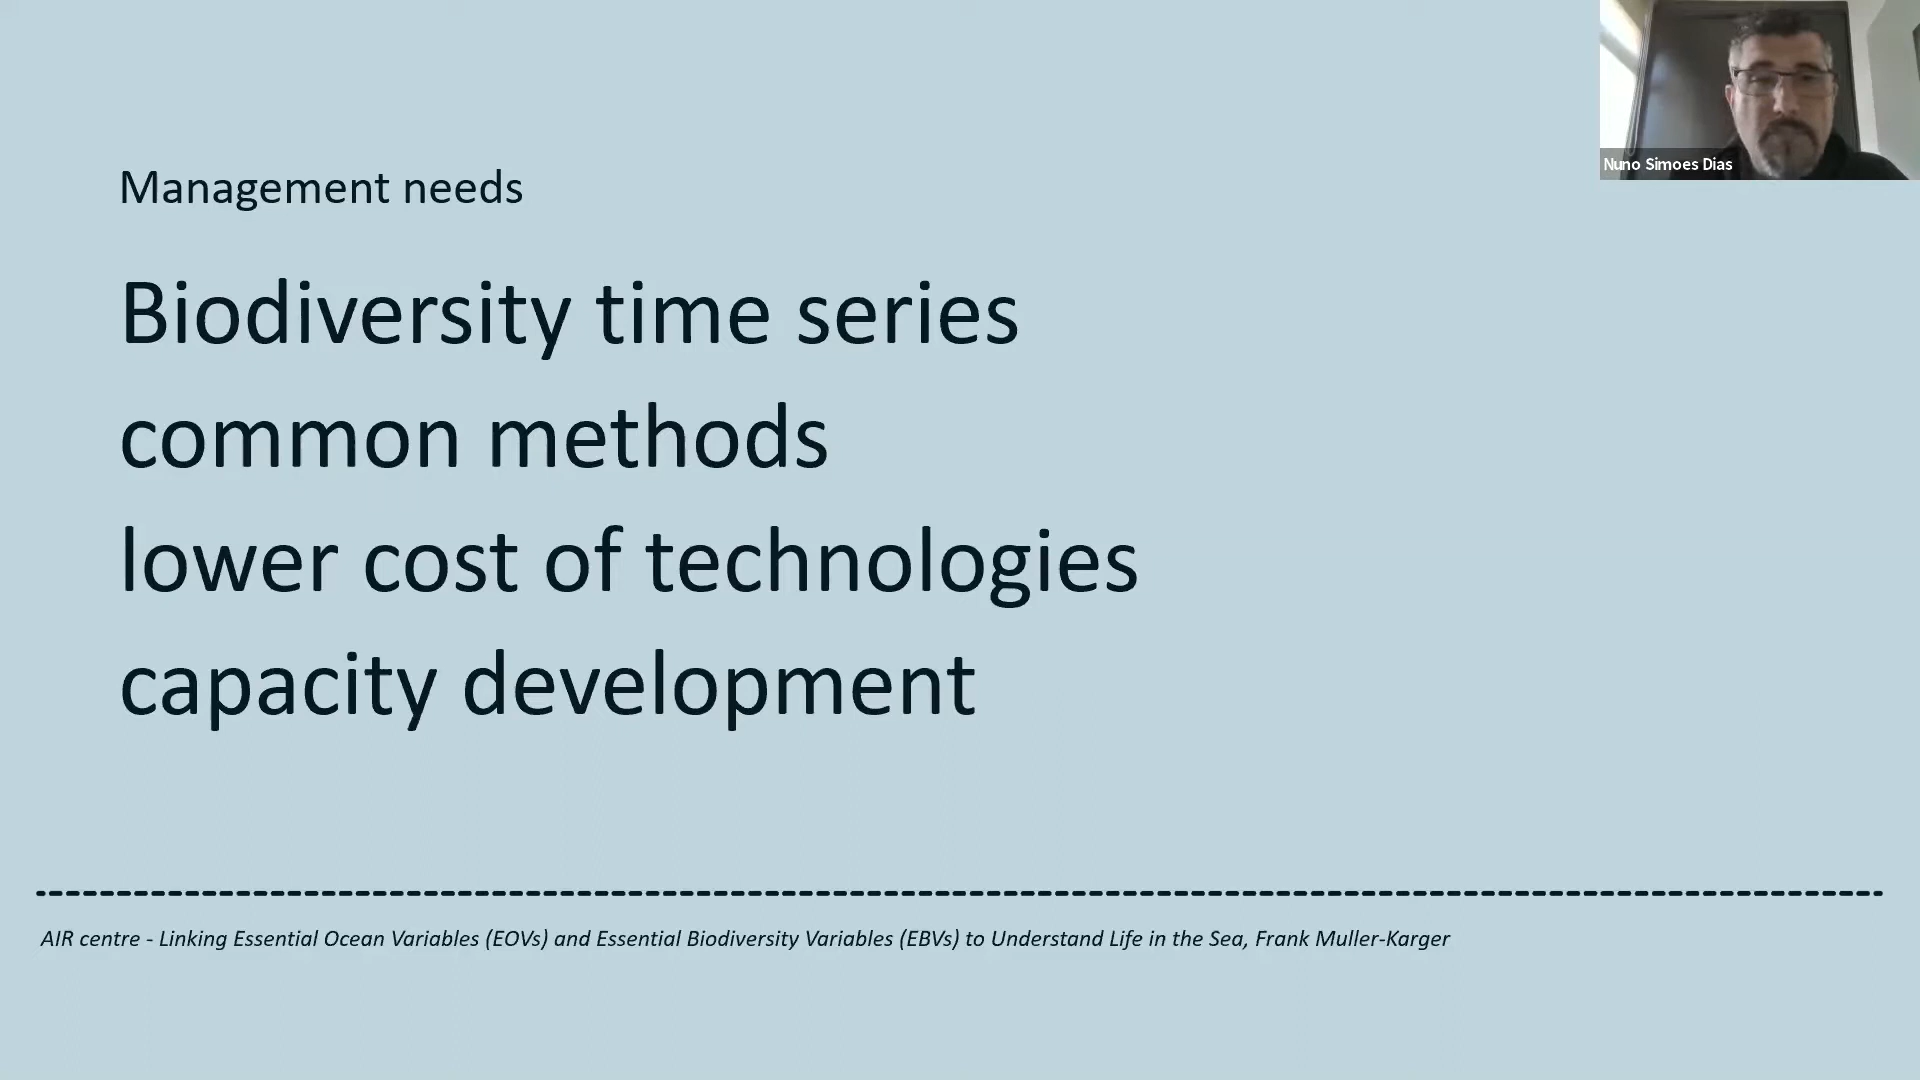 Nuno Simoes Dias
Management needs
Biodiversity time series
common methods
lower cost of technologies
capacity development
AIR centre - Linking Essential Ocean Variables (EOVs) and Essential Biodiversity Variables (EBVs) to Understand Life in the Sea, Frank Muller-Karger